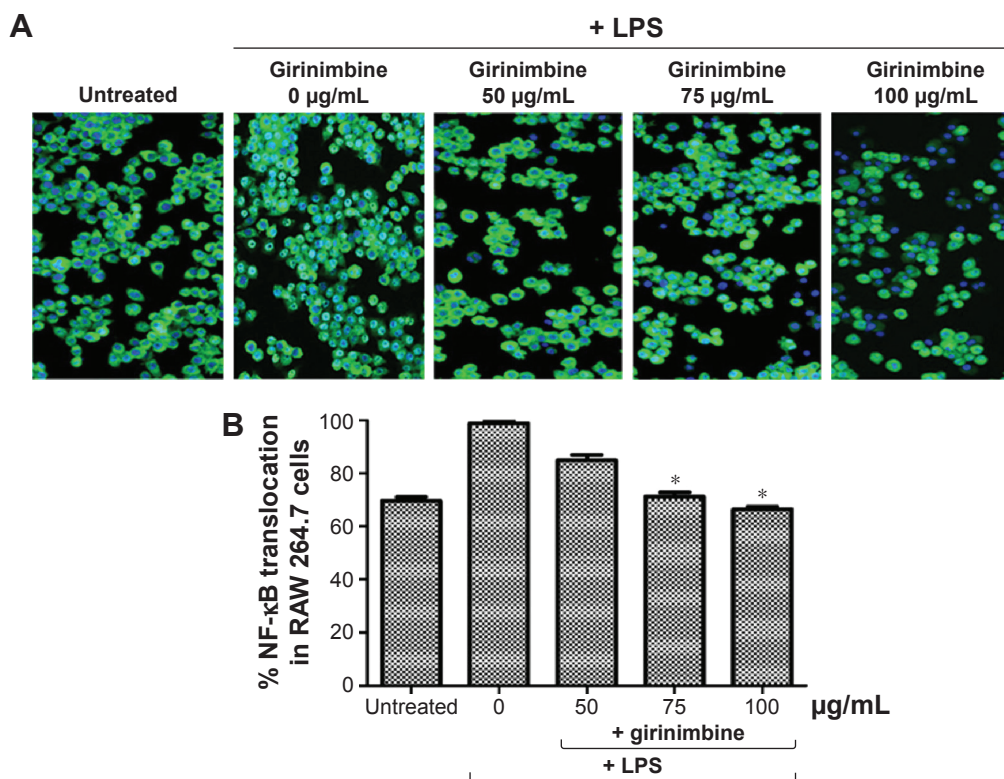 A
+ LPS
Untreated
Girinimbine
0 µg/mL
Girinimbine
50 µg/mL
Girinimbine
75 µg/mL
Girinimbine
100 µg/mL
B
% NF-κB translocation
in RAW 264.7 cells
100
80
60
40
20
0
*
*
Untreated 0 50 75 100 µg/mL
+ girinimbine
+ LPS